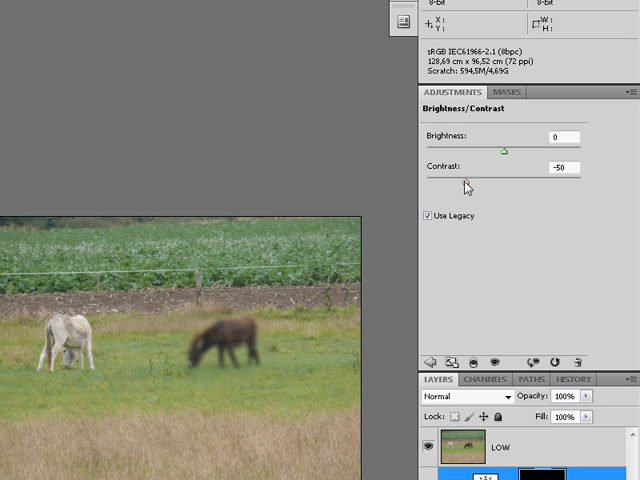 8-bit 8-bit
X: W:
Y: H:
sRGB IEC61966-2.1 (8bpc)
128,69 cm x 96,52 cm (72 ppi)
Scratch: 594,5M/4,69G
ADJUSTMENTS MASKS
Brightness/Contrast
Brightness: 0
Contrast: -50
Use Legacy
LAYERS CHANNELS PATHS HISTORY
Normal Opacity: 100%
Lock: Fill: 100%
LOW